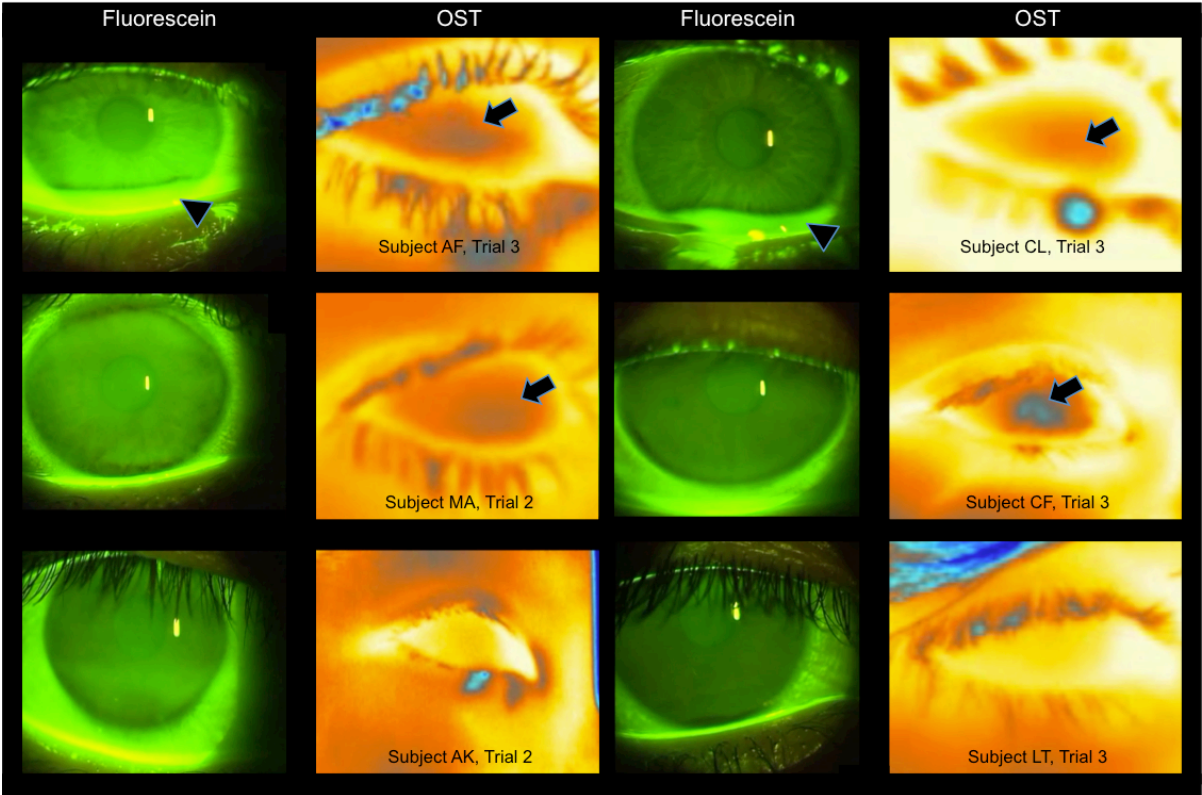 Fluorescein OST Fluorescein OST
Subject AF, Trial 3
Subject CL, Trial 3
Subject MA, Trial 2
Subject CF, Trial 3
Subject AK, Trial 2
Subject LT, Trial 3